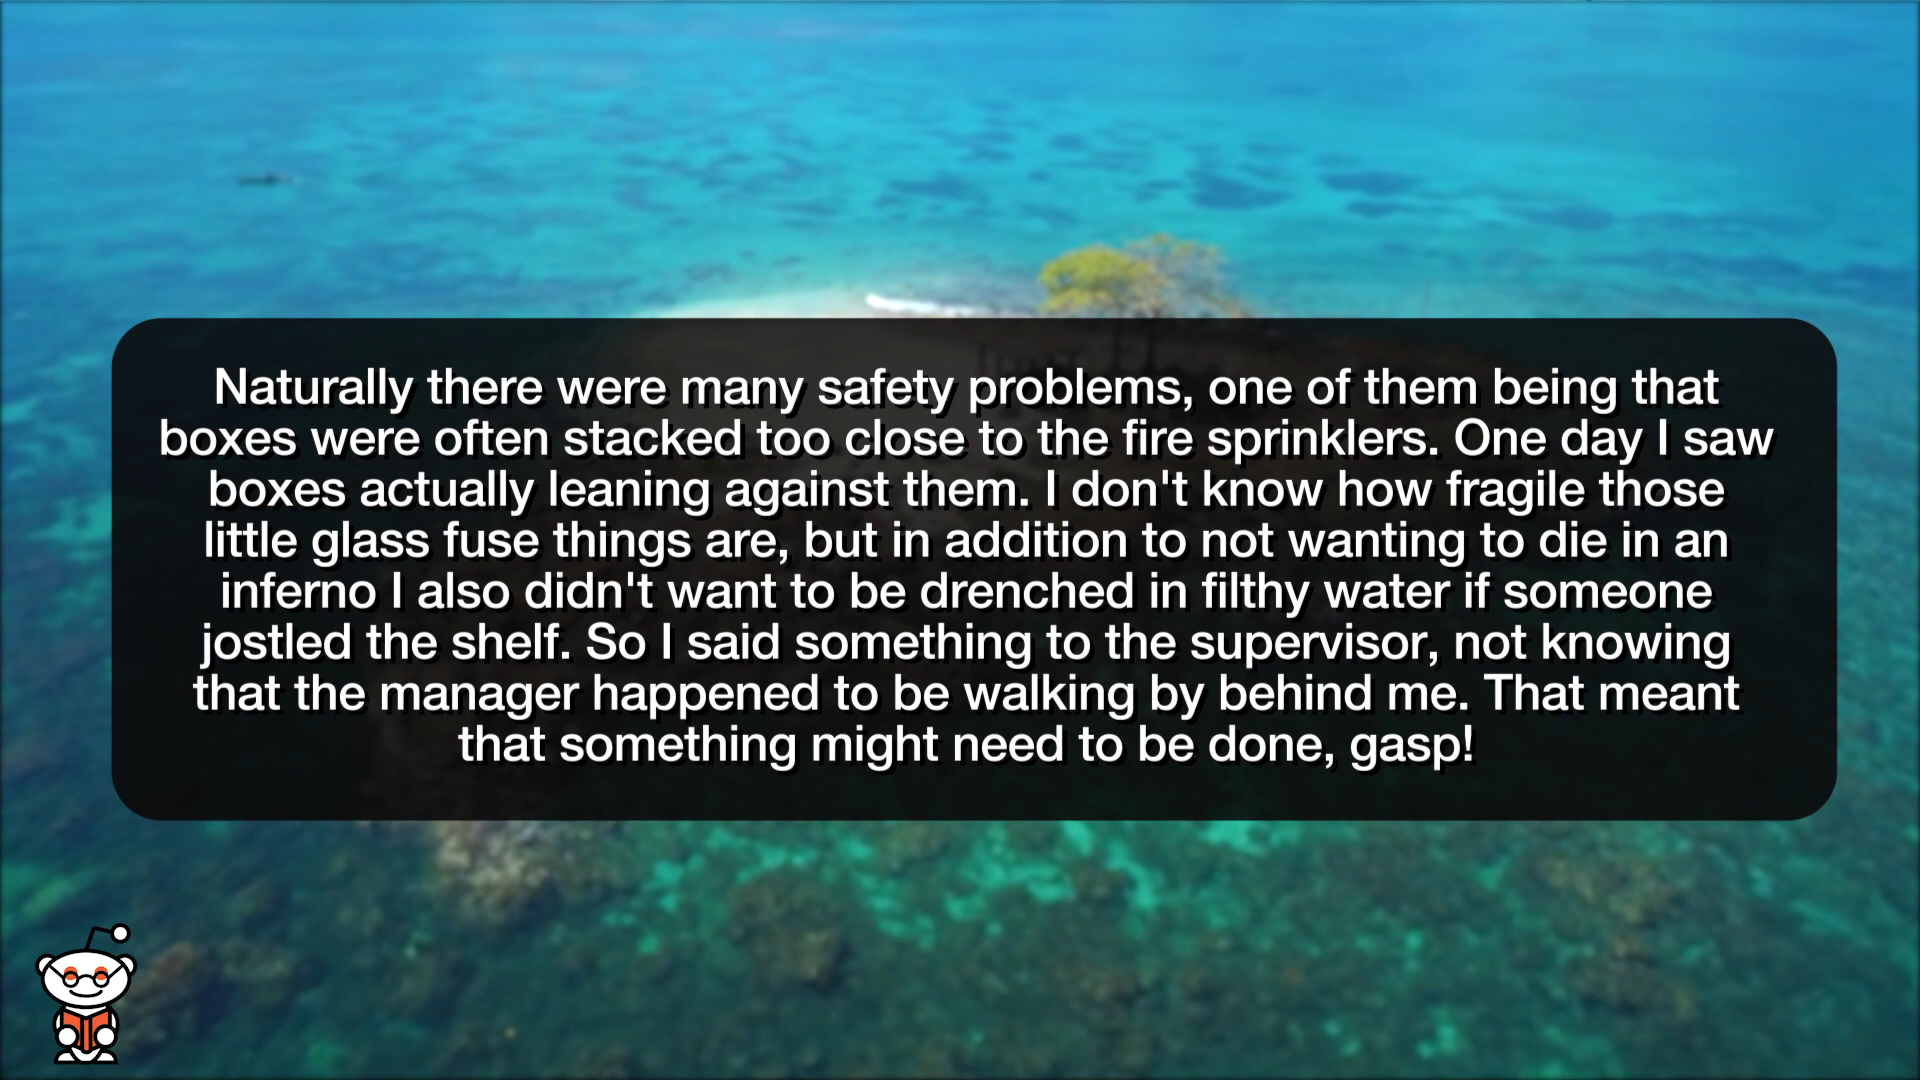 Naturally there were many safety problems, one of them being that
boxes were often stacked too close to the fire sprinklers. One day I saw
boxes actually leaning against them. I don't know how fragile those
little glass fuse things are, but in addition to not wanting to die in an
inferno I also didn't want to be drenched in filthy water if someone
jostled the shelf. So I said something to the supervisor, not knowing
that the manager happened to be walking by behind me. That meant
that something might need to be done, gasp!